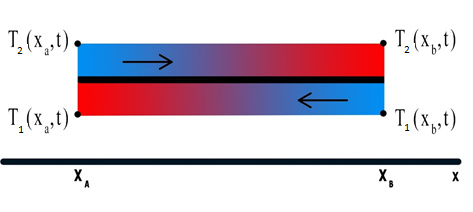 T₂(xₐ,t) T₂(x_b,t)
T₁(xₐ,t) T₁(x_b,t)
X_A X_B x